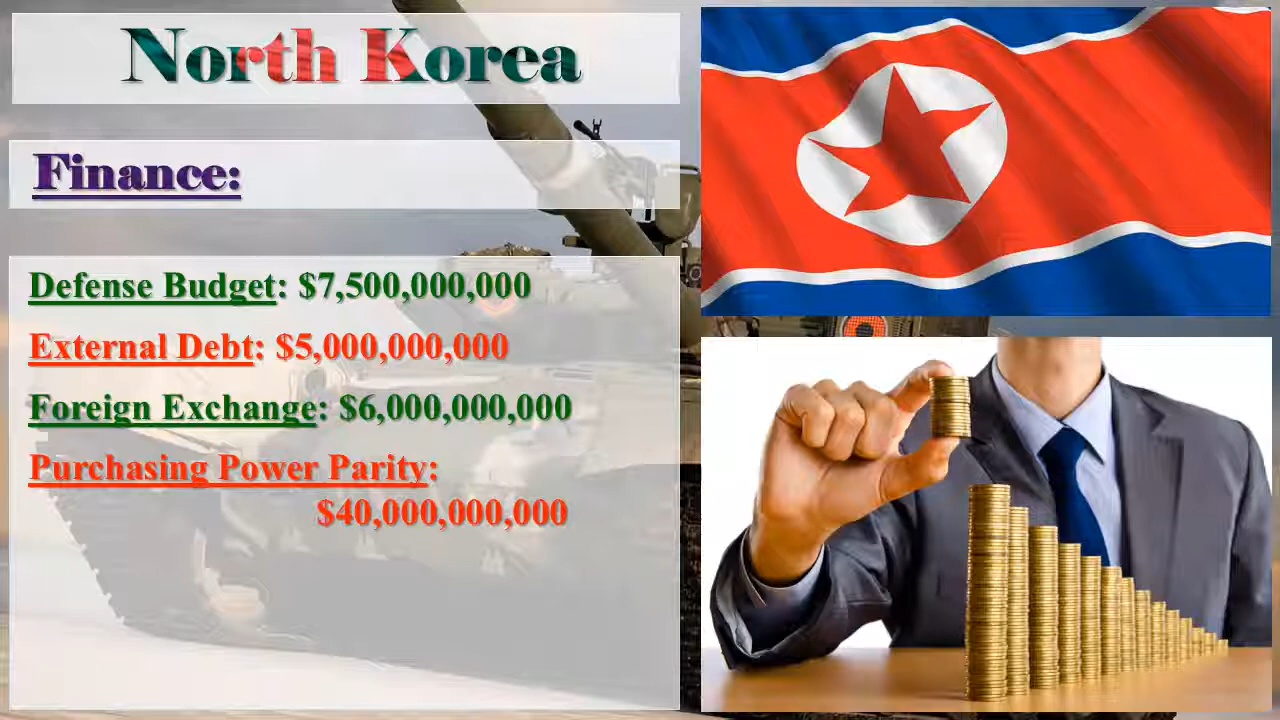 North Korea
Finance:
Defense Budget: $7,500,000,000
External Debt: $5,000,000,000
Foreign Exchange: $6,000,000,000
Purchasing Power Parity:
$40,000,000,000